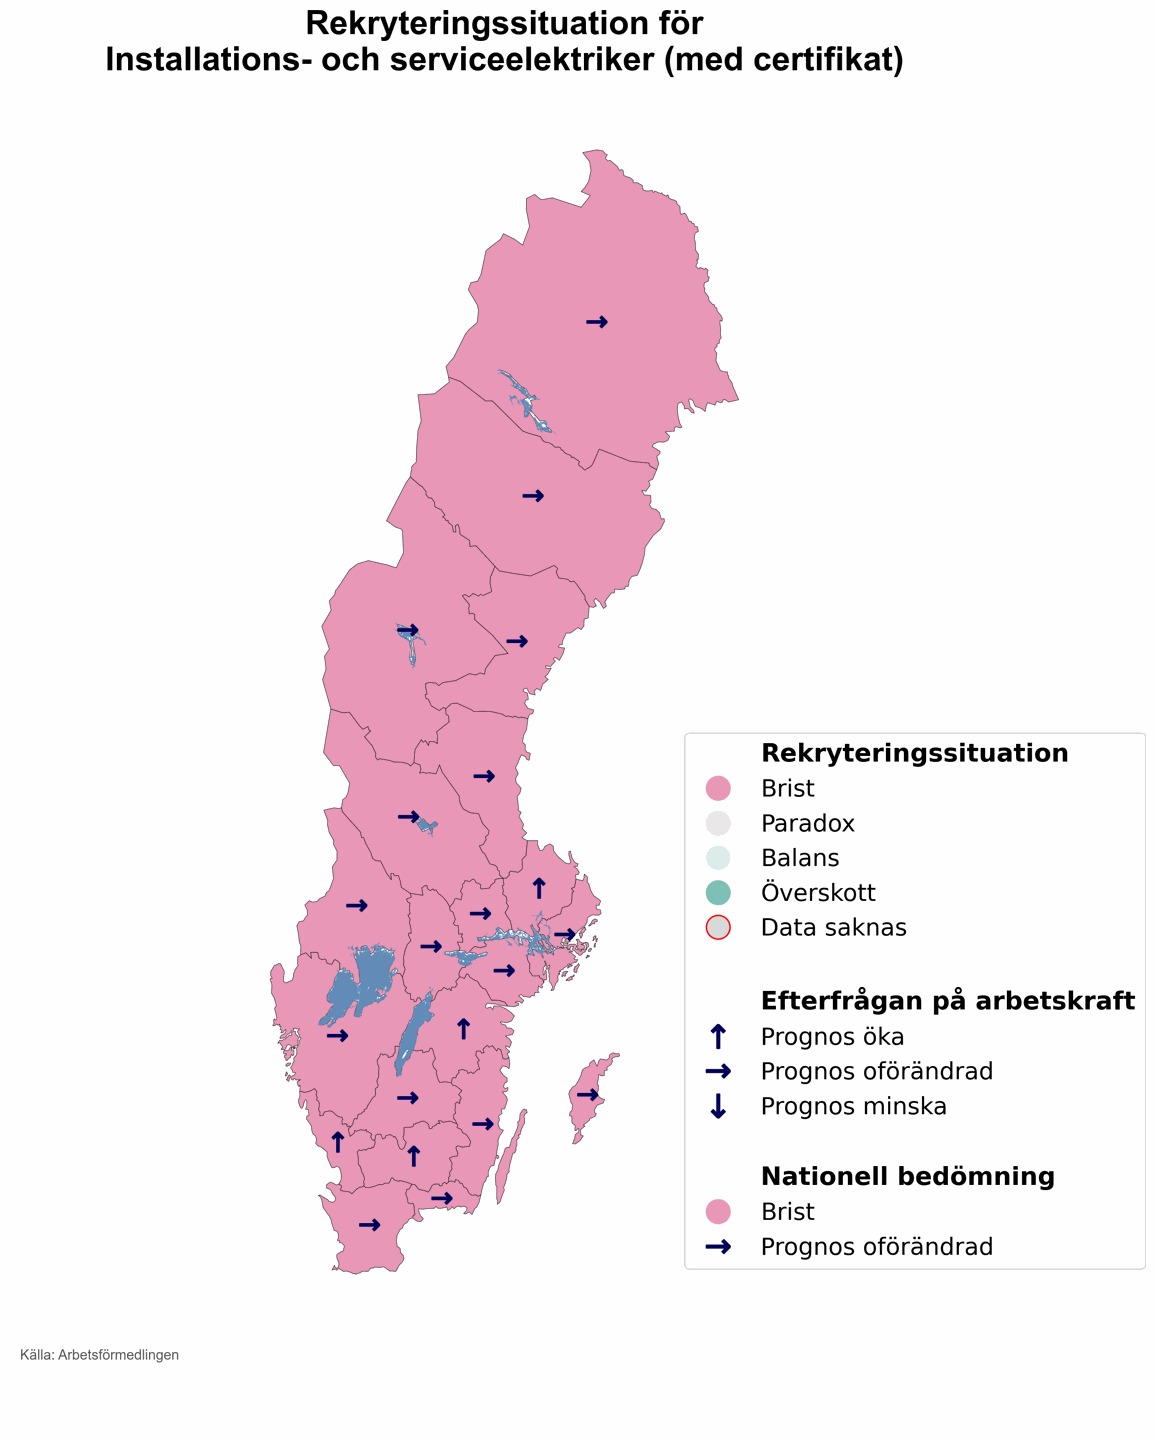 Rekryteringssituation för
Installations- och serviceelektriker (med certifikat)
Rekryteringssituation
Brist
Paradox
Balans
Överskott
Data saknas
Efterfrågan på arbetskraft
Prognos öka
Prognos oförändrad
Prognos minska
Nationell bedömning
Brist
Prognos oförändrad
Källa: Arbetsförmedlingen